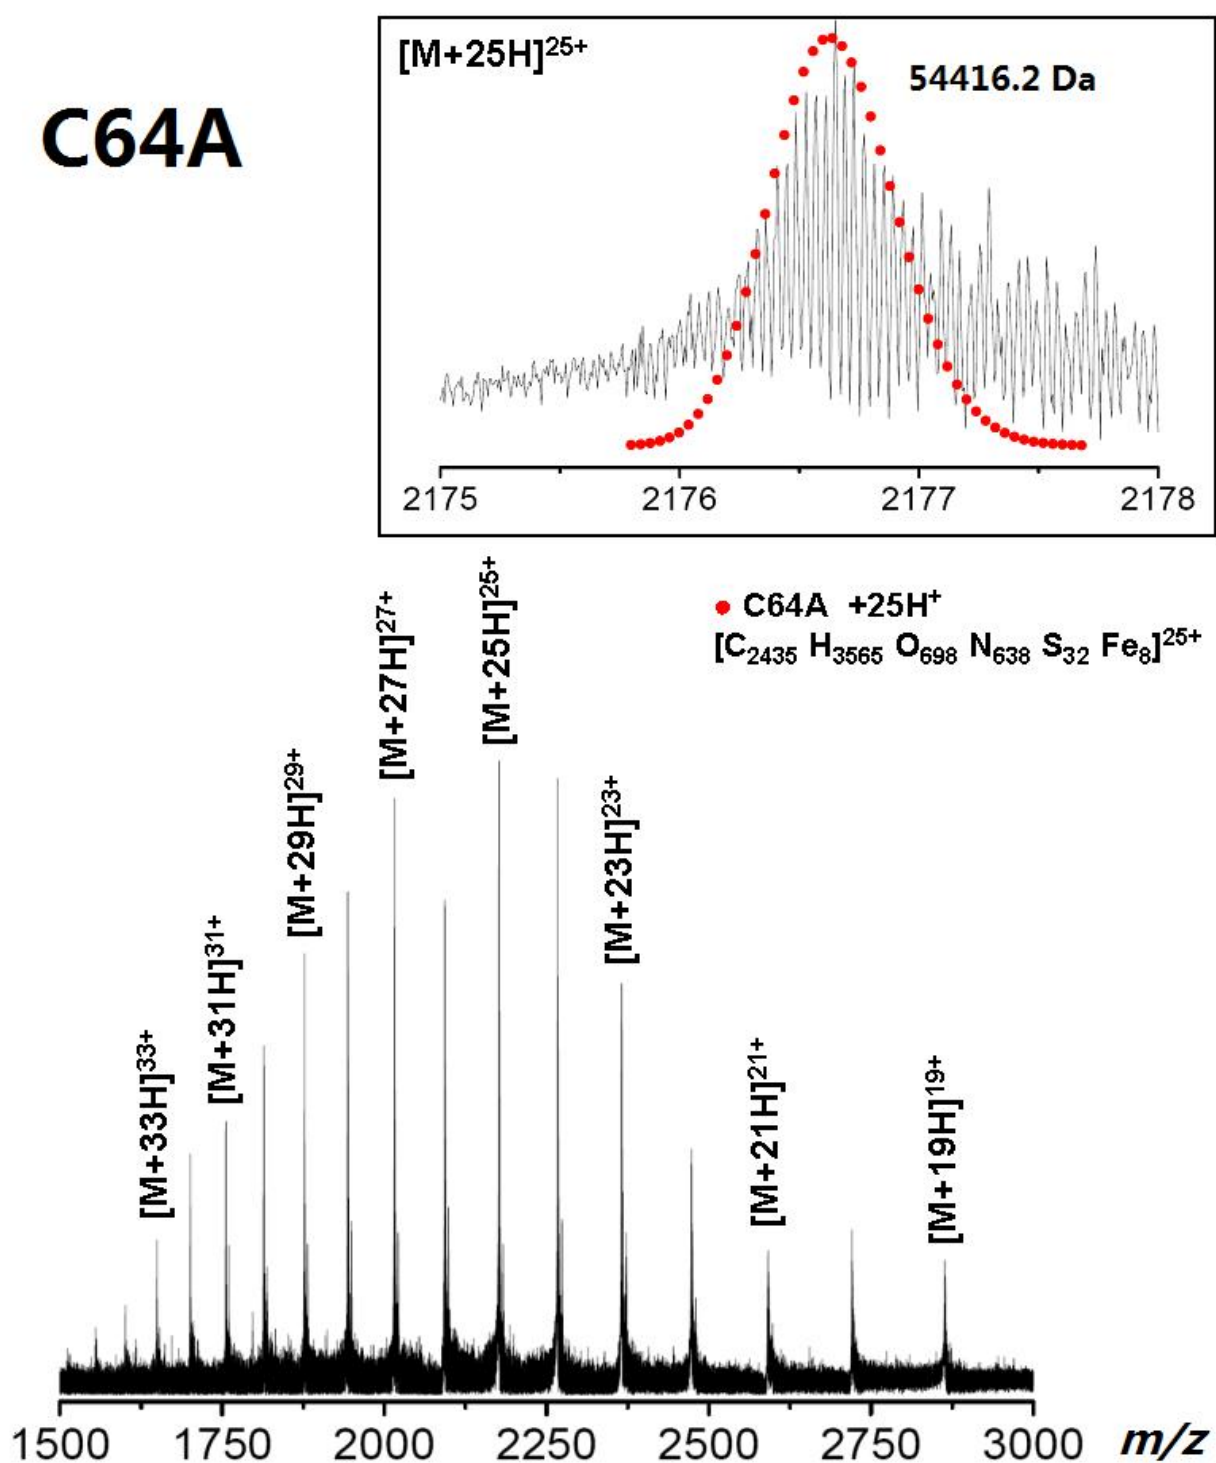 C64A
[M+25H]²⁵⁺
54416.2 Da
2175 2176 2177 2178
● C64A +25H⁺
[C₂₄₃₅ H₃₅₆₅ O₆₉₈ N₆₃₈ S₃₂ Fe₈]²⁵⁺
[M+33H]³³⁺
[M+31H]³¹⁺
[M+29H]²⁹⁺
[M+27H]²⁷⁺
[M+25H]²⁵⁺
[M+23H]²³⁺
[M+21H]²¹⁺
[M+19H]¹⁹⁺
1500 1750 2000 2250 2500 2750 3000 m/z